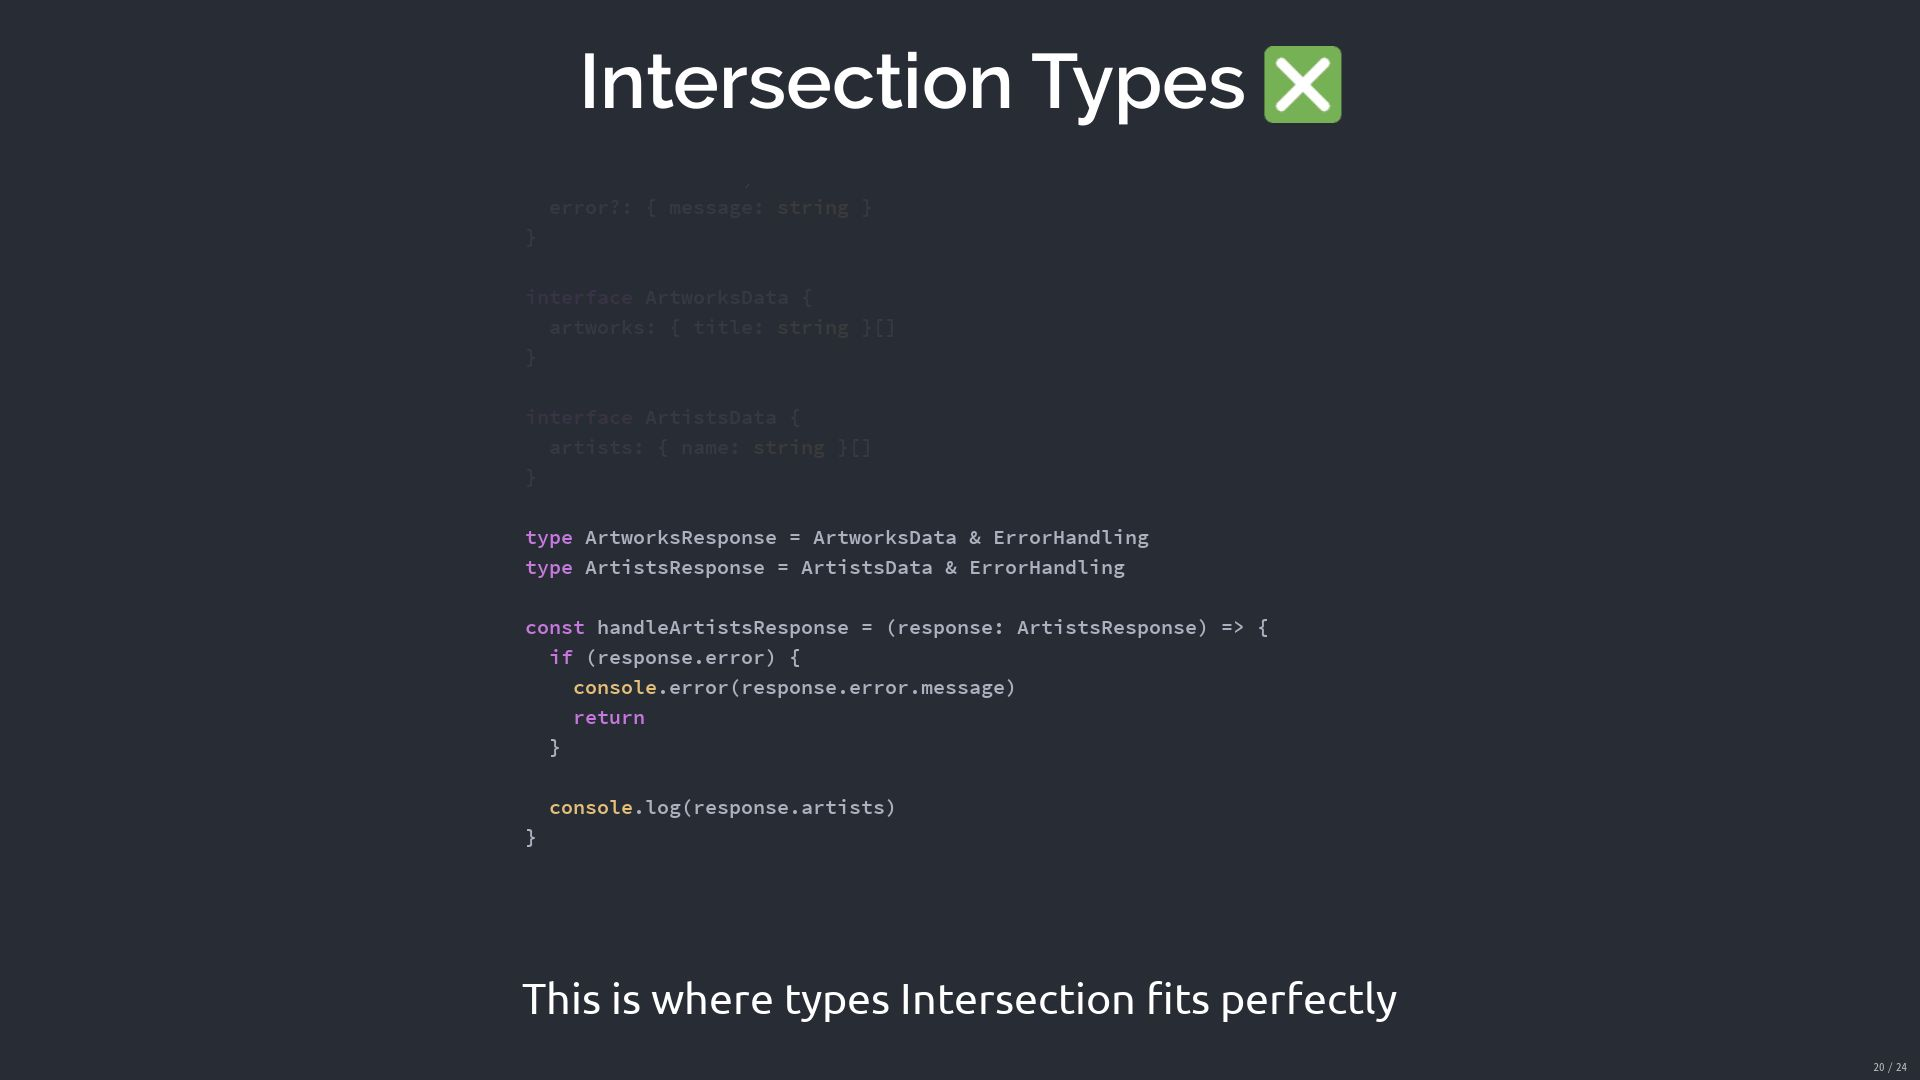 Intersection Types ❎
error?: { message: string }
}
interface ArtworksData {
artworks: { title: string }[]
}
interface ArtistsData {
artists: { name: string }[]
}
type ArtworksResponse = ArtworksData & ErrorHandling
type ArtistsResponse = ArtistsData & ErrorHandling
const handleArtistsResponse = (response: ArtistsResponse) => {
if (response.error) {
console.error(response.error.message)
return
}
console.log(response.artists)
}
This is where types Intersection fits perfectly
20 / 24